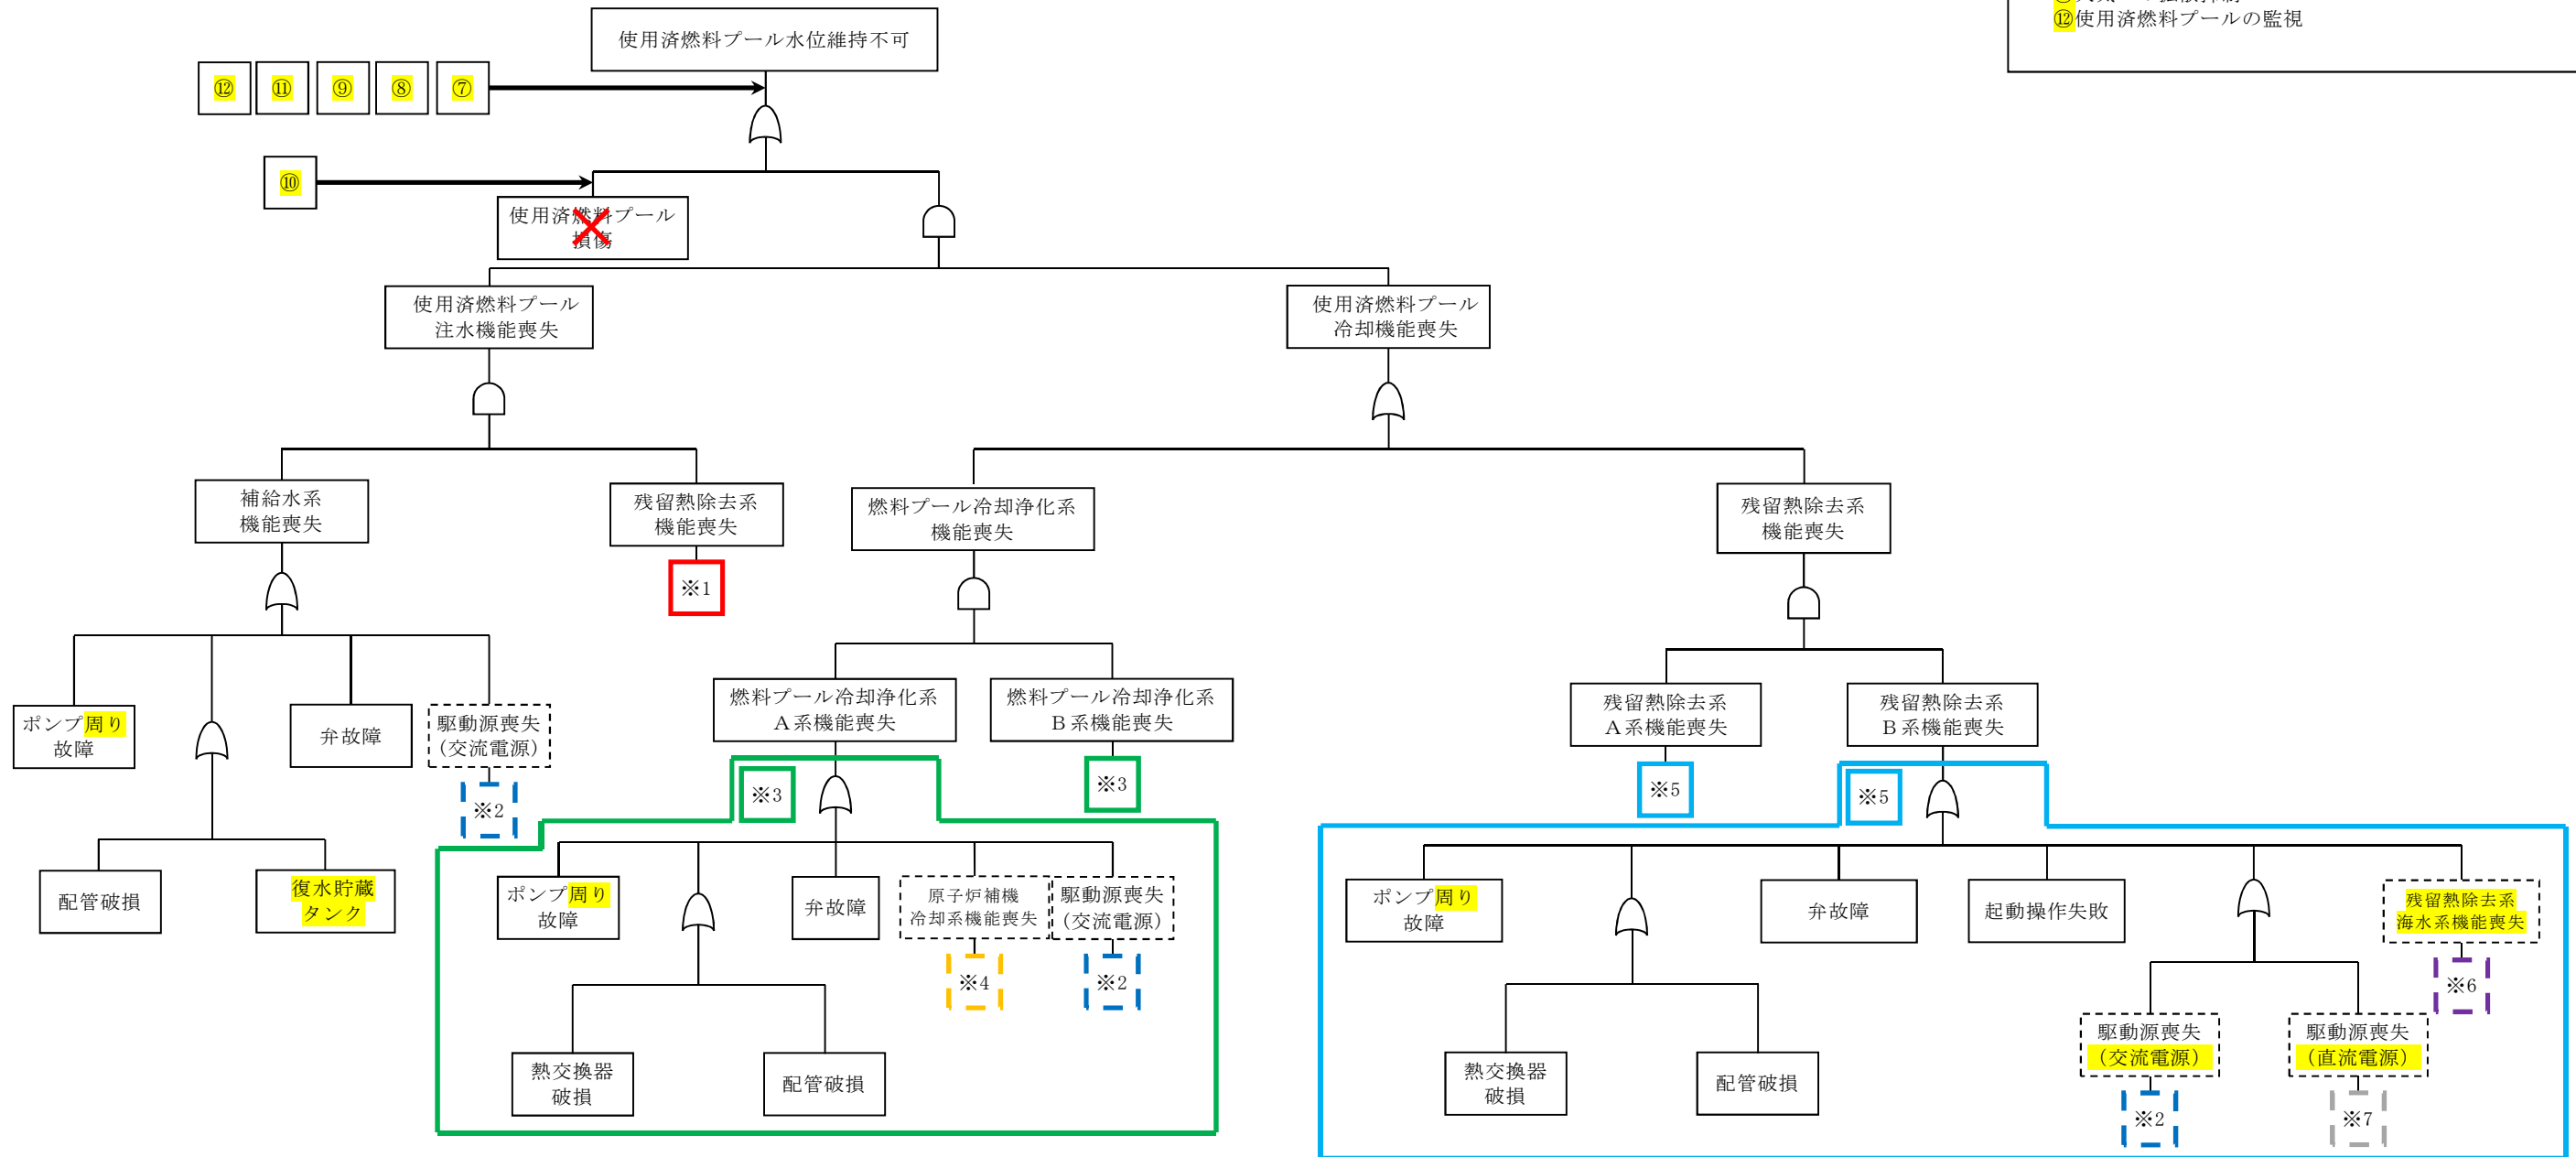 ⑫使用済燃料プールの監視
使用済燃料プール水位維持不可
⑫ ⑪ ⑨ ⑧ ⑦
⑩
使用済燃料プール
損傷
使用済燃料プール
注水機能喪失
使用済燃料プール
冷却機能喪失
補給水系
機能喪失
残留熱除去系
機能喪失
※1
燃料プール冷却浄化系
機能喪失
残留熱除去系
機能喪失
ポンプ周り
故障
弁故障
駆動源喪失
（交流電源）
※2
配管破損
復水貯蔵
タンク
燃料プール冷却浄化系
A系機能喪失
燃料プール冷却浄化系
B系機能喪失
※3
※3
ポンプ周り
故障
弁故障
原子炉補機
冷却系機能喪失
※4
駆動源喪失
（交流電源）
※2
熱交換器
破損
配管破損
残留熱除去系
A系機能喪失
残留熱除去系
B系機能喪失
※5
※5
ポンプ周り
故障
弁故障
起動操作失敗
残留熱除去系
海水系機能喪失
※6
熱交換器
破損
配管破損
駆動源喪失
（交流電源）
※2
駆動源喪失
（直流電源）
※7